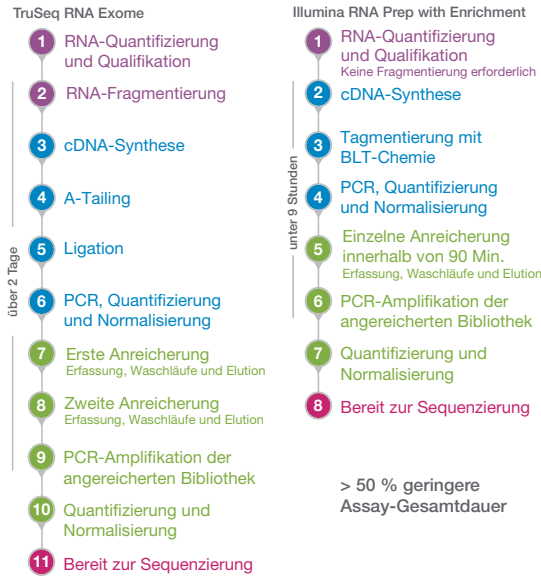 TruSeq RNA Exome
1
RNA-Quantifizierung
und Qualifikation
2
RNA-Fragmentierung
3
cDNA-Synthese
4
A-Tailing
5
Ligation
6
PCR, Quantifizierung
und Normalisierung
7
Erste Anreicherung
Erfassung, Waschläufe und Elution
8
Zweite Anreicherung
Erfassung, Waschläufe und Elution
9
PCR-Amplifikation der
angereicherten Bibliothek
10
Quantifizierung und
Normalisierung
11
Bereit zur Sequenzierung
über 2 Tage
Illumina RNA Prep with Enrichment
1
RNA-Quantifizierung
und Qualifikation
Keine Fragmentierung erforderlich
2
cDNA-Synthese
3
Tagmentierung mit
BLT-Chemie
4
PCR, Quantifizierung
und Normalisierung
5
Einzelne Anreicherung
innerhalb von 90 Min.
Erfassung, Waschläufe und Elution
6
PCR-Amplifikation der
angereicherten Bibliothek
7
Quantifizierung und
Normalisierung
8
Bereit zur Sequenzierung
unter 9 Stunden
> 50 % geringere
Assay-Gesamtdauer